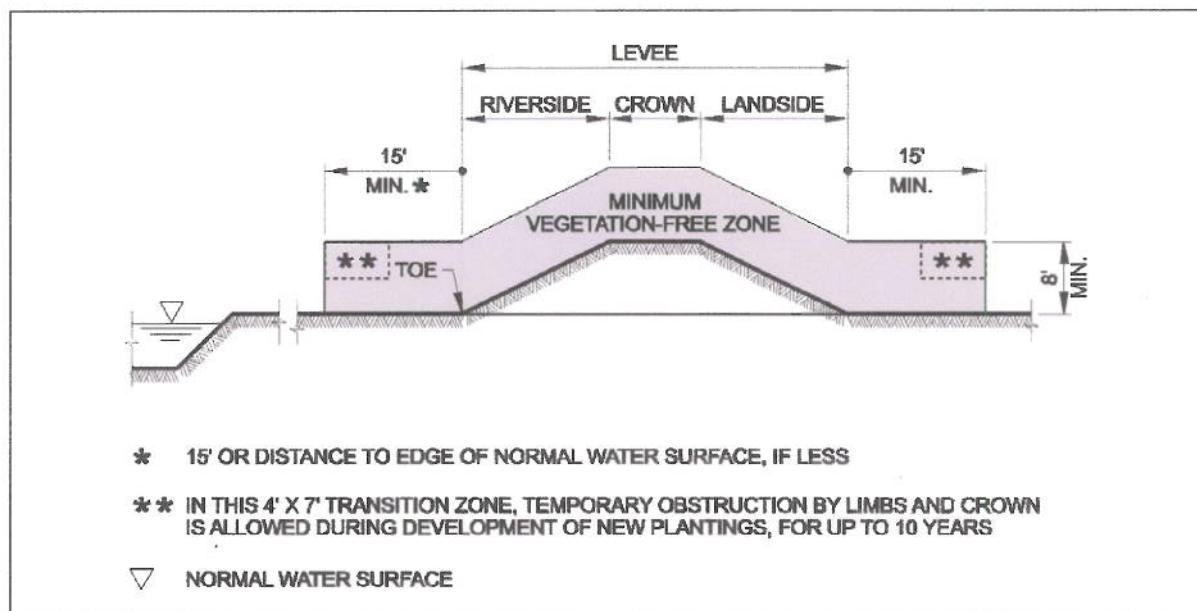 LEVEE
RIVERSIDE CROWN LANDSIDE
15'
MIN. *
15'
MIN.
MINIMUM
VEGETATION-FREE ZONE
**
TOE
**
8'
MIN.
* 15' OR DISTANCE TO EDGE OF NORMAL WATER SURFACE, IF LESS
** IN THIS 4' X 7' TRANSITION ZONE, TEMPORARY OBSTRUCTION BY LIMBS AND CROWN
IS ALLOWED DURING DEVELOPMENT OF NEW PLANTINGS, FOR UP TO 10 YEARS
▽ NORMAL WATER SURFACE